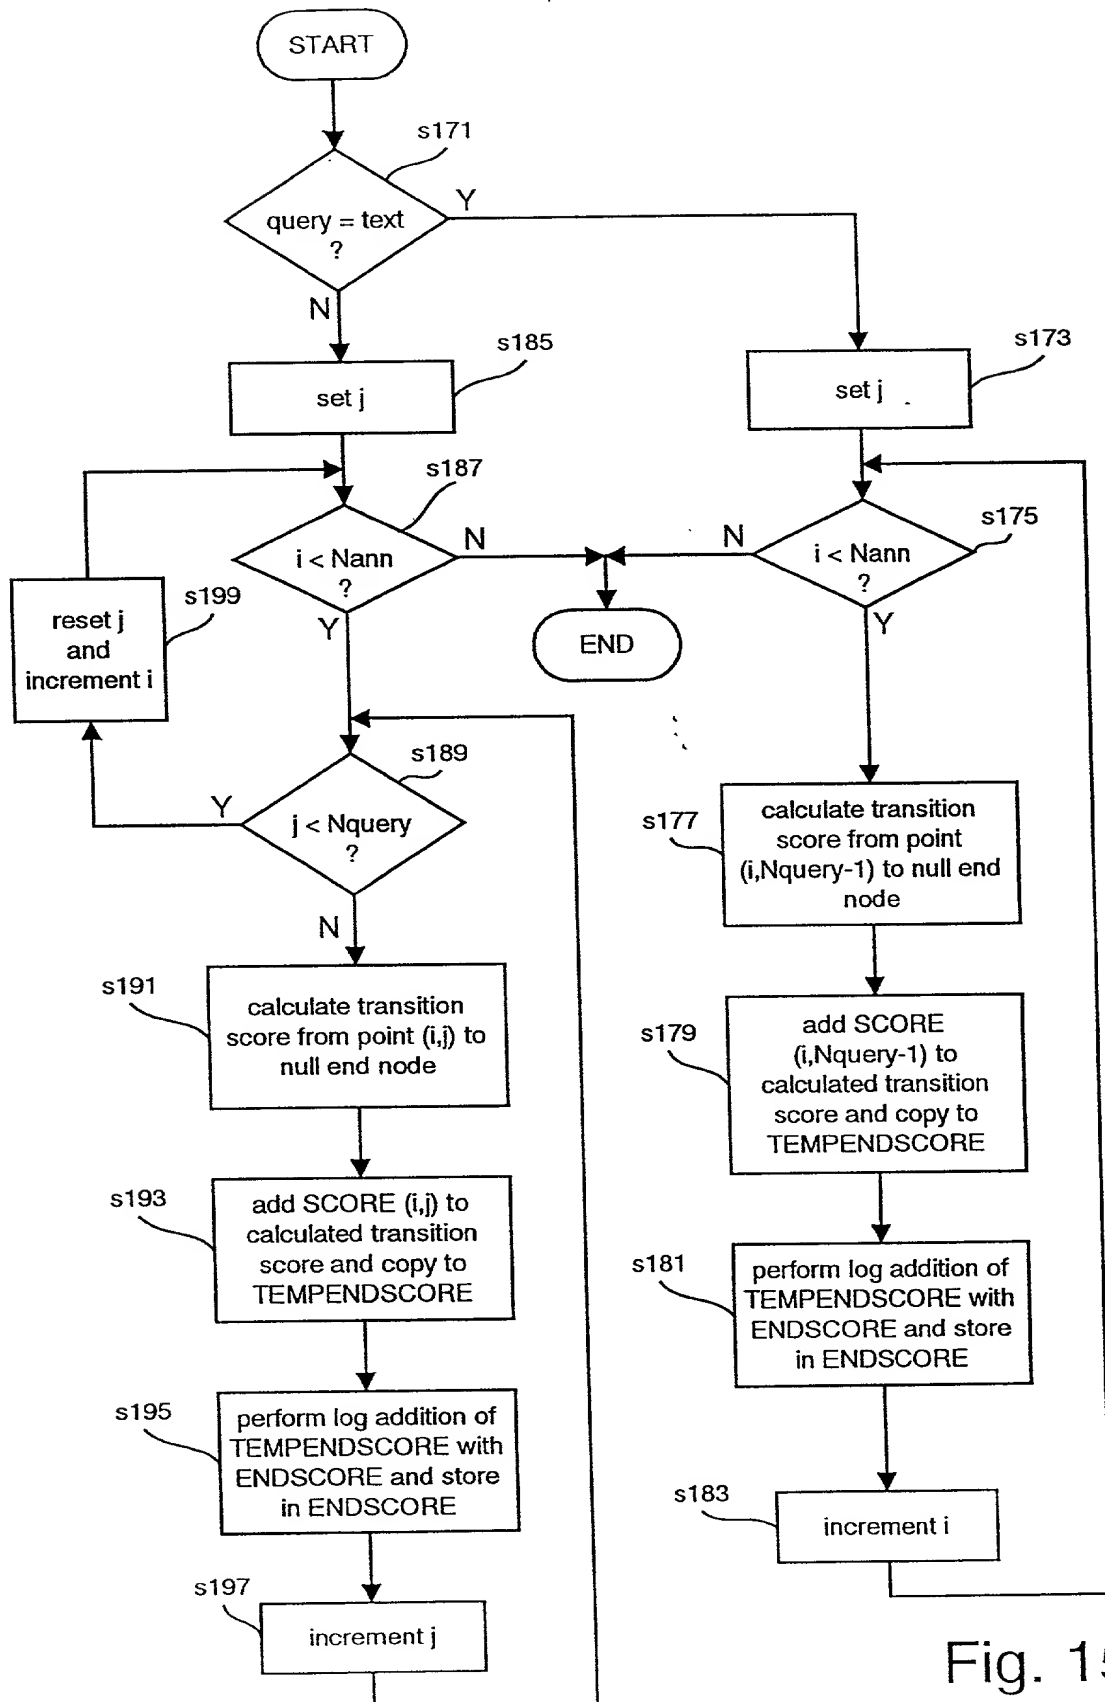 START
s171
query = text
?
Y
N
s185
set j
s173
set j
s187
i < Nann
?
N
Y
s175
i < Nann
?
N
Y
END
s199
reset j
and
increment i
s189
j < Nquery
?
Y
N
s177
calculate transition
score from point
(i,Nquery-1) to null end
node
s191
calculate transition
score from point (i,j) to
null end node
s179
add SCORE
(i,Nquery-1) to
calculated transition
score and copy to
TEMPENDSCORE
s193
add SCORE (i,j) to
calculated transition
score and copy to
TEMPENDSCORE
s181
perform log addition of
TEMPENDSCORE with
ENDSCORE and store
in ENDSCORE
s195
perform log addition of
TEMPENDSCORE with
ENDSCORE and store
in ENDSCORE
s183
increment i
s197
increment j
Fig. 15